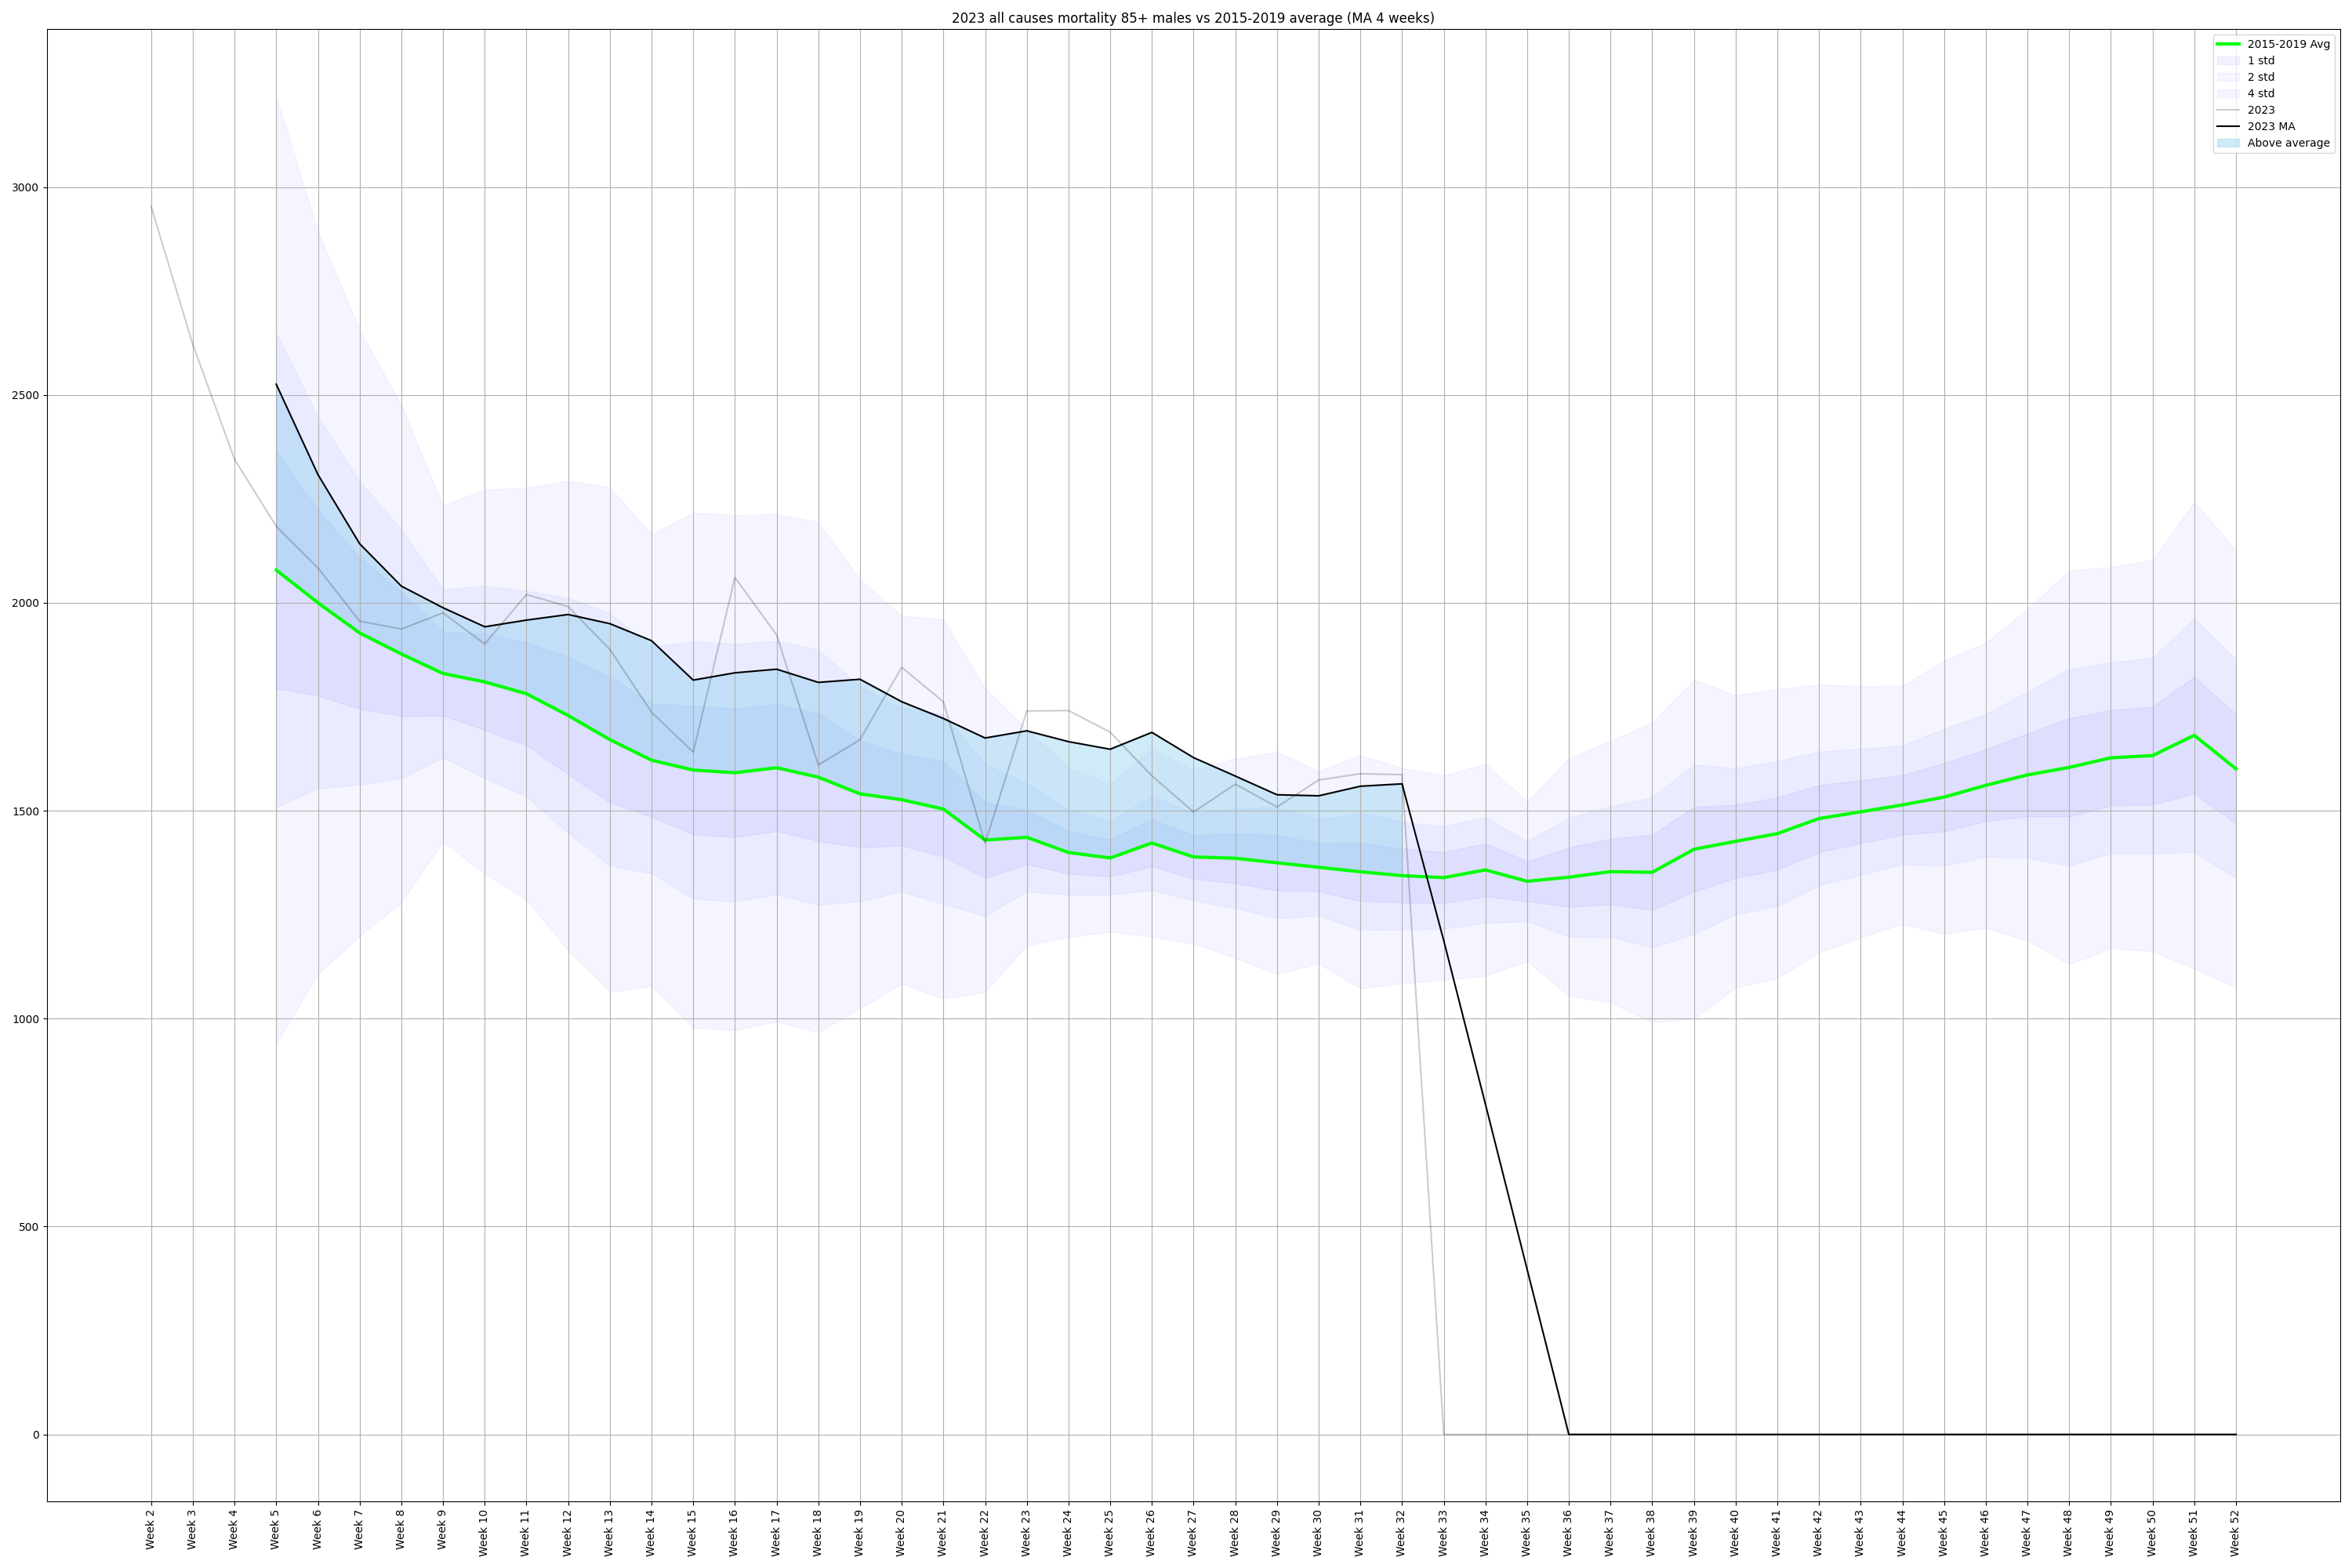 2023 all causes mortality 85+ males vs 2015-2019 average (MA 4 weeks)
2015-2019 Avg
1 std
2 std
4 std
2023
2023 MA
Above average
3000
2500
2000
1500
1000
500
0
Week 2
Week 3
Week 4
Week 5
Week 6
Week 7
Week 8
Week 9
Week 10
Week 11
Week 12
Week 13
Week 14
Week 15
Week 16
Week 17
Week 18
Week 19
Week 20
Week 21
Week 22
Week 23
Week 24
Week 25
Week 26
Week 27
Week 28
Week 29
Week 30
Week 31
Week 32
Week 33
Week 34
Week 35
Week 36
Week 37
Week 38
Week 39
Week 40
Week 41
Week 42
Week 43
Week 44
Week 45
Week 46
Week 47
Week 48
Week 49
Week 50
Week 51
Week 52